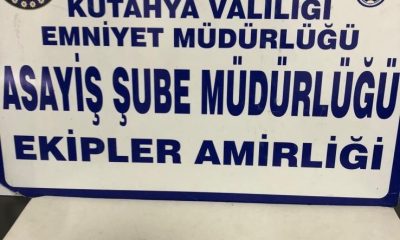 KÜTAHYA VALİLİĞİ
EMNİYET MÜDÜRLÜĞÜ
ASAYİŞ ŞUBE MÜDÜRLÜĞÜ
EKİPLER AMİRLİĞİ